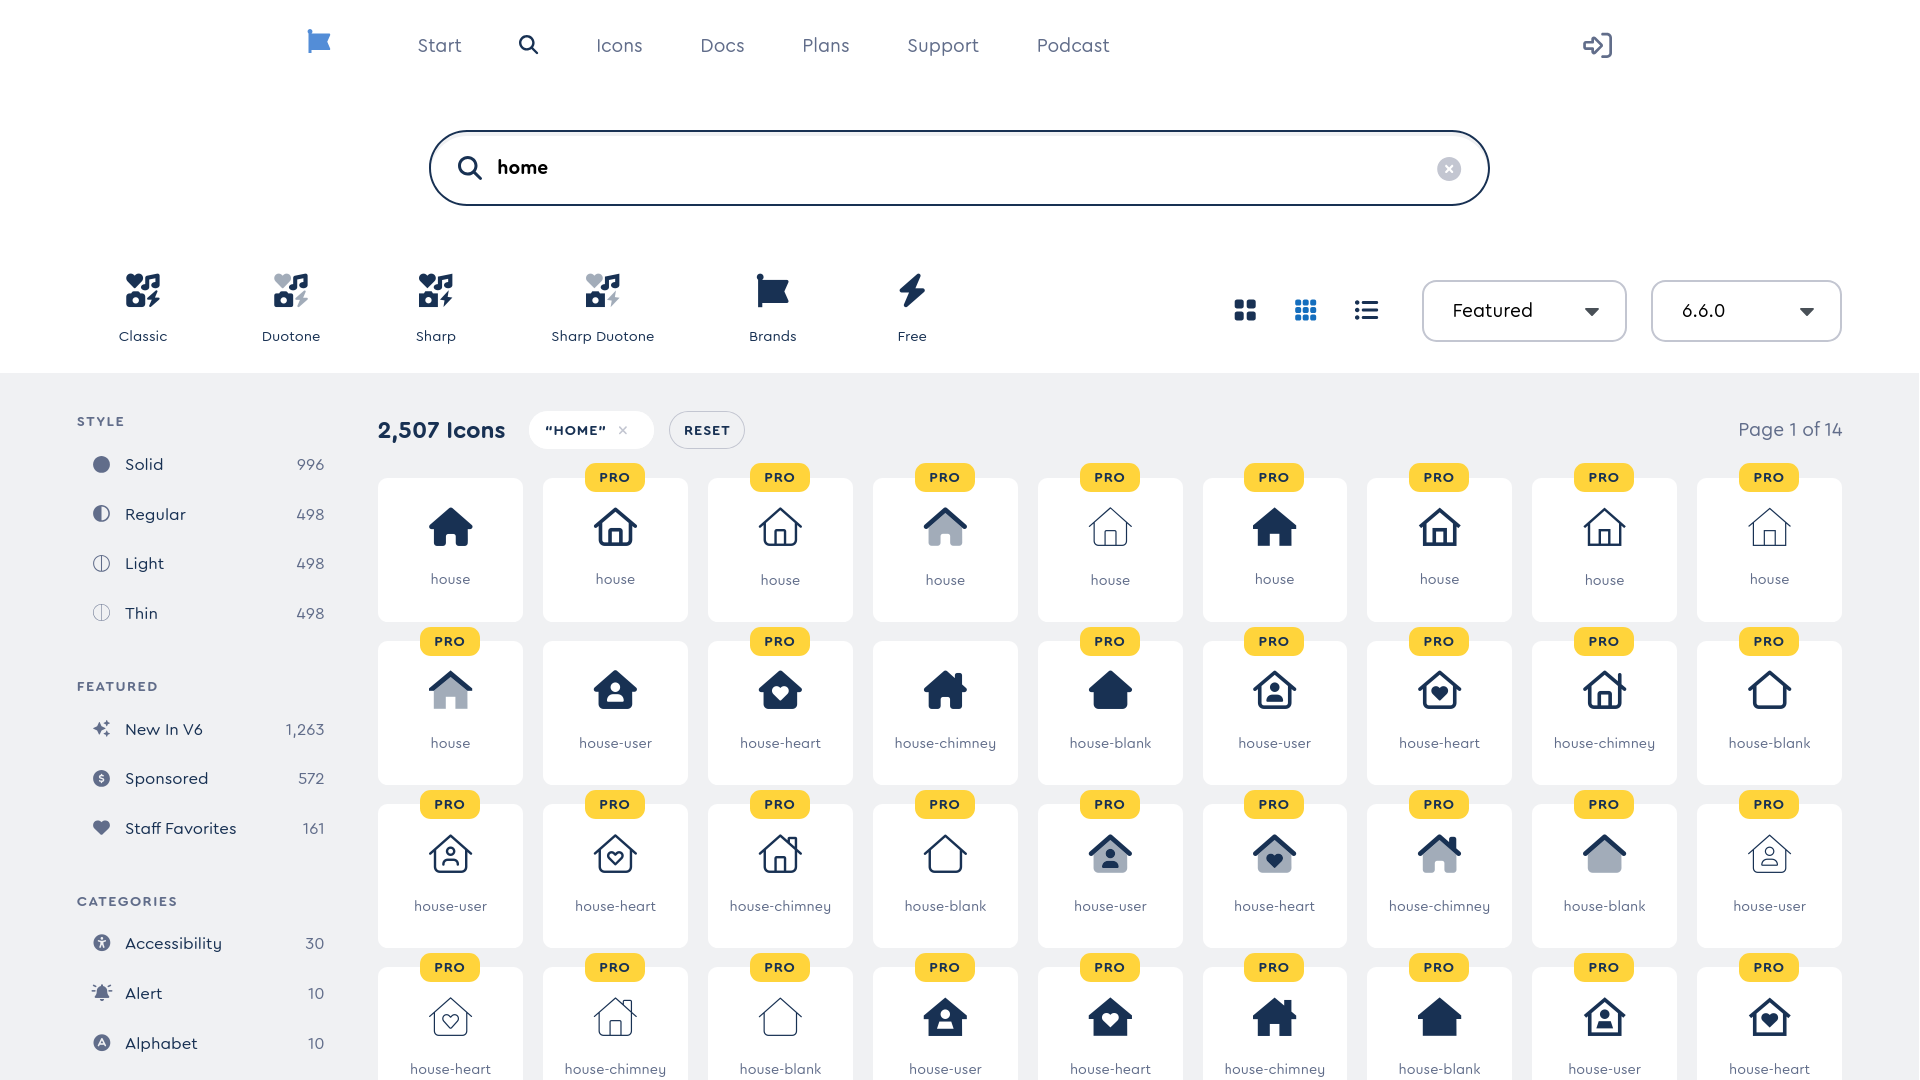 Start Icons Docs Plans Support Podcast
home
Classic Duotone Sharp Sharp Duotone Brands Free Featured 6.6.0
STYLE
Solid 996
Regular 498
Light 498
Thin 498
FEATURED
New In V6 1,263
Sponsored 572
Staff Favorites 161
CATEGORIES
Accessibility 30
Alert 10
Alphabet 10
2,507 Icons "HOME" × RESET Page 1 of 14
PRO PRO PRO PRO PRO PRO PRO PRO
house house house house house house house house house
PRO PRO PRO PRO PRO PRO PRO
house house-user house-heart house-chimney house-blank house-user house-heart house-chimney house-blank
PRO PRO PRO PRO PRO PRO PRO PRO PRO
house-user house-heart house-chimney house-blank house-user house-heart house-chimney house-blank house-user
PRO PRO PRO PRO PRO PRO PRO PRO PRO
house-heart house-chimney house-blank house-user house-heart house-chimney house-blank house-user house-heart